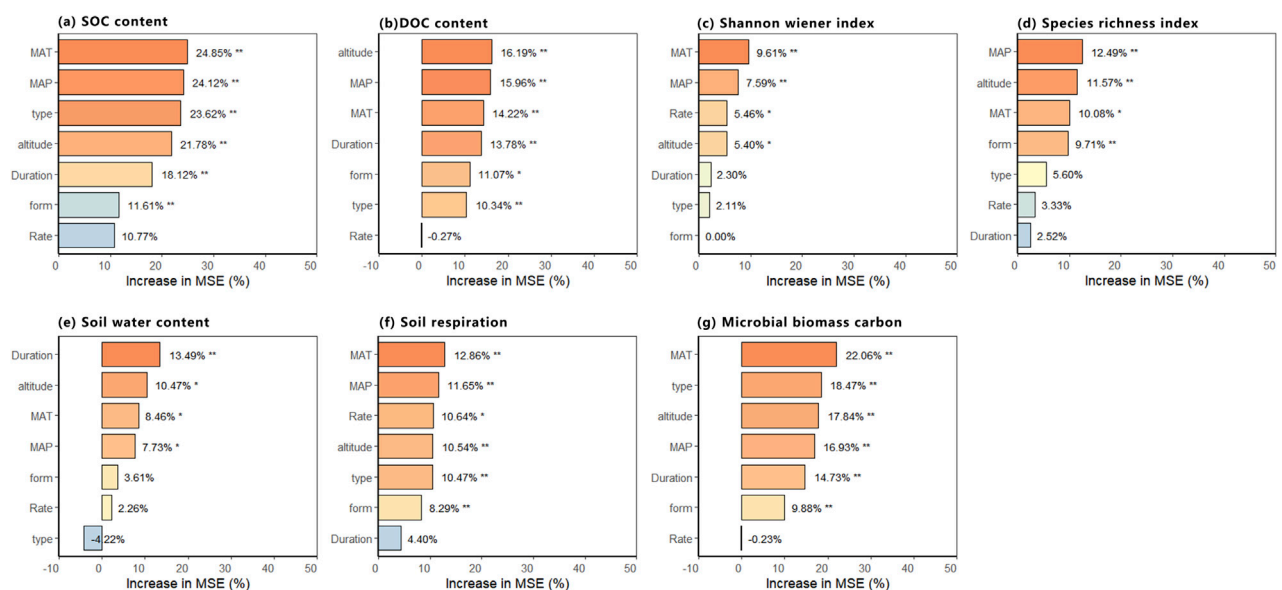 (a) SOC content
MAT 24.85% **
MAP 24.12% **
type 23.62% **
altitude 21.78% **
Duration 18.12% **
form 11.61% **
Rate 10.77%
0 10 20 30 40 50
Increase in MSE (%)
(b)DOC content
altitude 16.19% **
MAP 15.96% **
MAT 14.22% **
Duration 13.78% **
form 11.07% *
type 10.34% **
Rate -0.27%
-10 0 10 20 30 40 50
Increase in MSE (%)
(c) Shannon wiener index
MAT 9.61% **
MAP 7.59% **
Rate 5.46% *
altitude 5.40% *
Duration 2.30%
type 2.11%
form 0.00%
0 10 20 30 40 50
Increase in MSE (%)
(d) Species richness index
MAP 12.49% **
altitude 11.57% **
MAT 10.08% *
form 9.71% **
type 5.60%
Rate 3.33%
Duration 2.52%
0 10 20 30 40 50
Increase in MSE (%)
(e) Soil water content
Duration 13.49% **
altitude 10.47% *
MAT 8.46% *
MAP 7.73% *
form 3.61%
Rate 2.26%
type -4.22%
-10 0 10 20 30 40 50
Increase in MSE (%)
(f) Soil respiration
MAT 12.86% **
MAP 11.65% **
Rate 10.64% *
altitude 10.54% **
type 10.47% **
form 8.29% **
Duration 4.40%
0 10 20 30 40 50
Increase in MSE (%)
(g) Microbial biomass carbon
MAT 22.06% **
type 18.47% **
altitude 17.84% **
MAP 16.93% **
Duration 14.73% **
form 9.88% **
Rate -0.23%
-10 0 10 20 30 40 50
Increase in MSE (%)